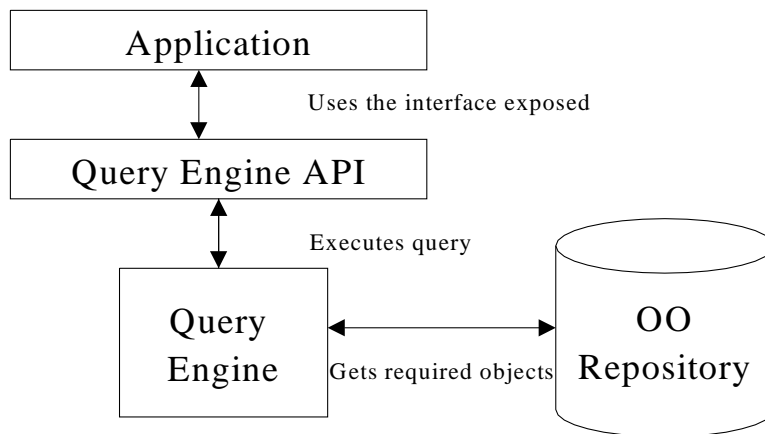 Application
Uses the interface exposed
Query Engine API
Executes query
Query
Engine
Gets required objects
OO
Repository